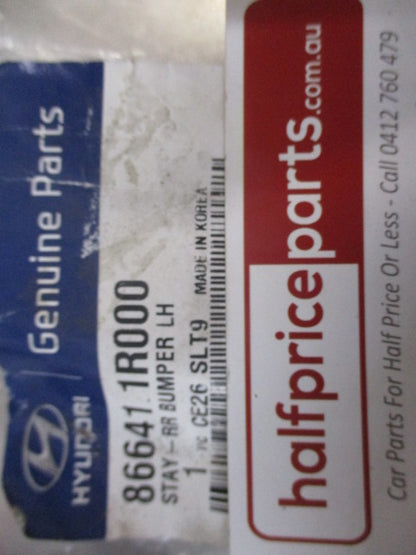 HYUNDAI
Genuine Parts
86641 1R000
STAY-RR BUMPER LH
1 PC CE26 SLT9 MADE IN KOREA
halfpriceparts.com.au
Car Parts For Half Price Or Less - Call 0412 760 479